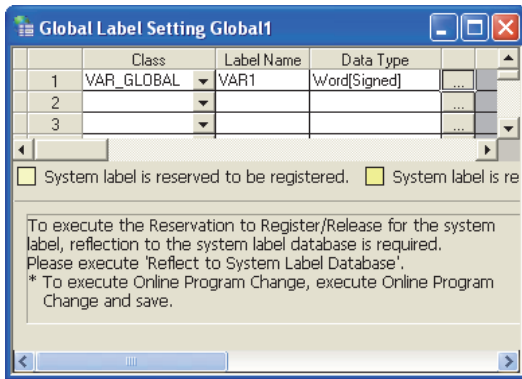 Global Label Setting Global1
Class Label Name Data Type
1 VAR_GLOBAL VAR1 Word[Signed] ...
2 ...
3 ...
System label is reserved to be registered. System label is re
To execute the Reservation to Register/Release for the system
label, reflection to the system label database is required.
Please execute 'Reflect to System Label Database'.
* To execute Online Program Change, execute Online Program
Change and save.